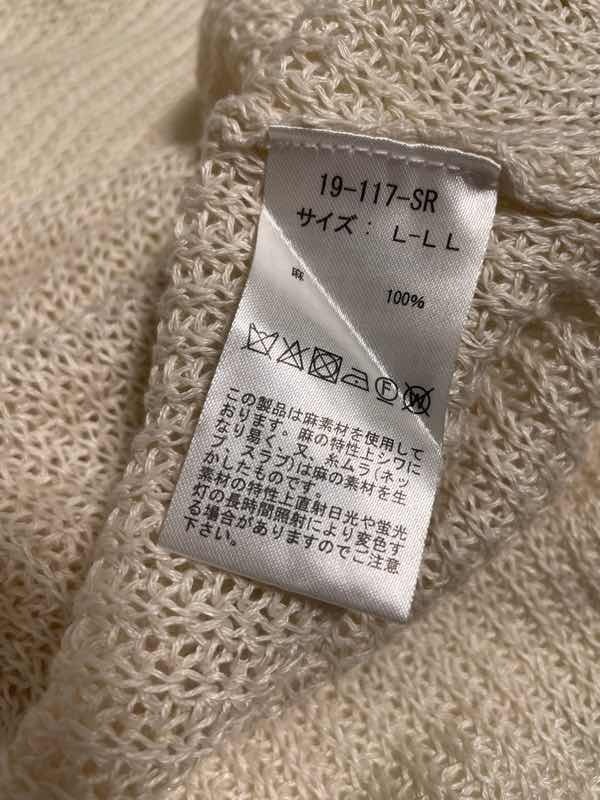 19-117-SR
サイズ： L-LL
麻 100%
F W
この製品は麻素材を使用して
おります。麻の特性上シワに
なり易く、又、糸ムラ(ネッ
プ、スラブ)は麻の素材を生
かしたものです。
素材の特性上直射日光や蛍光
灯の長時間照射により変色す
る場合がありますのでご注意
下さい。